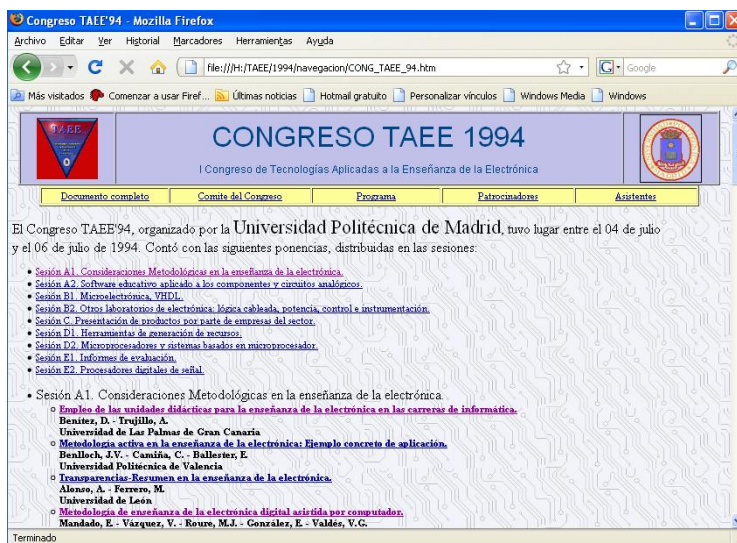 Congreso TAEE'94 - Mozilla Firefox
Archivo Editar Ver Historial Marcadores Herramientas Ayuda
file:///H:/TAEE/1994/navegacion/CONG_TAEE_94.htm
Google
Más visitados Comenzar a usar Firef... Últimas noticias Hotmail gratuito Personalizar vínculos Windows Media Windows
TAEE
CONGRESO TAEE 1994
I Congreso de Tecnologías Aplicadas a la Enseñanza de la Electrónica
Documento completo Comite del Congreso Programa Patrocinadores Asistentes
El Congreso TAEE'94, organizado por la Universidad Politécnica de Madrid, tuvo lugar entre el 04 de julio
y el 06 de julio de 1994. Contó con las siguientes ponencias, distribuidas en las sesiones:
Sesión A1. Consideraciones Metodológicas en la enseñanza de la electrónica.
Sesión A2. Software educativo aplicado a los componentes y circuitos analógicos.
Sesión B1. Microelectrónica, VHDL.
Sesión B2. Otros laboratorios de electrónica: lógica cableada, potencia, control e instrumentación.
Sesión C. Presentación de productos por parte de empresas del sector.
Sesión D1. Herramientas de generación de recursos.
Sesión D2. Microprocesadores y sistemas basados en microprocesador.
Sesión E1. Informes de evaluación.
Sesión E2. Procesadores digitales de señal.
Sesión A1. Consideraciones Metodológicas en la enseñanza de la electrónica.
Empleo de las unidades didácticas para la enseñanza de la electrónica en las carreras de informática.
Benítez, D. - Trujillo, A.
Universidad de Las Palmas de Gran Canaria
Metodología activa en la enseñanza de la electrónica: Ejemplo concreto de aplicación.
Benlloch, J.V. - Camiña, C. - Ballester, E.
Universidad Politécnica de Valencia
Transparencias-Resumen en la enseñanza de la electrónica.
Alonso, A. - Ferrero, M.
Universidad de León
Metodología de enseñanza de la electrónica digital asistida por computador.
Mandado, E. - Vázquez, V. - Roure, M.J. - González, E. - Valdés, V.G.
Terminado